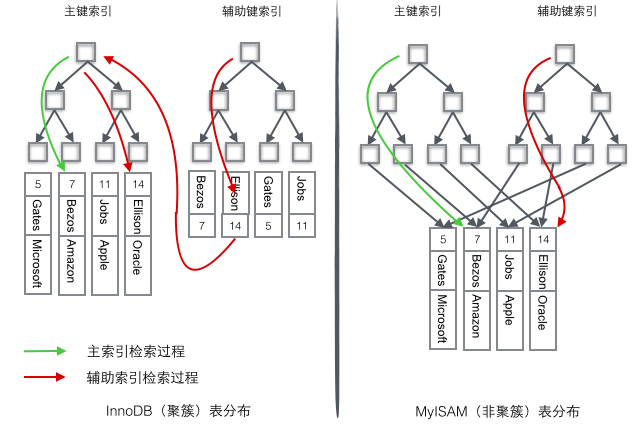 主键索引
辅助键索引
5
7
11
14
Gates
Bezos
Jobs
Ellison
Microsoft
Amazon
Apple
Oracle
Bezos
Ellison
Gates
Jobs
7
14
5
11
主索引检索过程
辅助索引检索过程
InnoDB（聚簇）表分布
主键索引
辅助键索引
5
7
11
14
Gates
Bezos
Jobs
Ellison
Microsoft
Amazon
Apple
Oracle
MyISAM（非聚簇）表分布